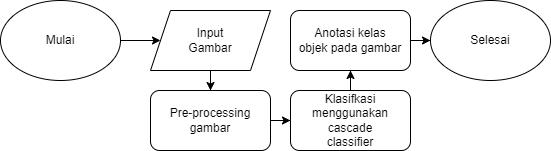 Mulai
Input
Gambar
Pre-processing
gambar
Klasifkasi
menggunakan
cascade
classifier
Anotasi kelas
objek pada gambar
Selesai